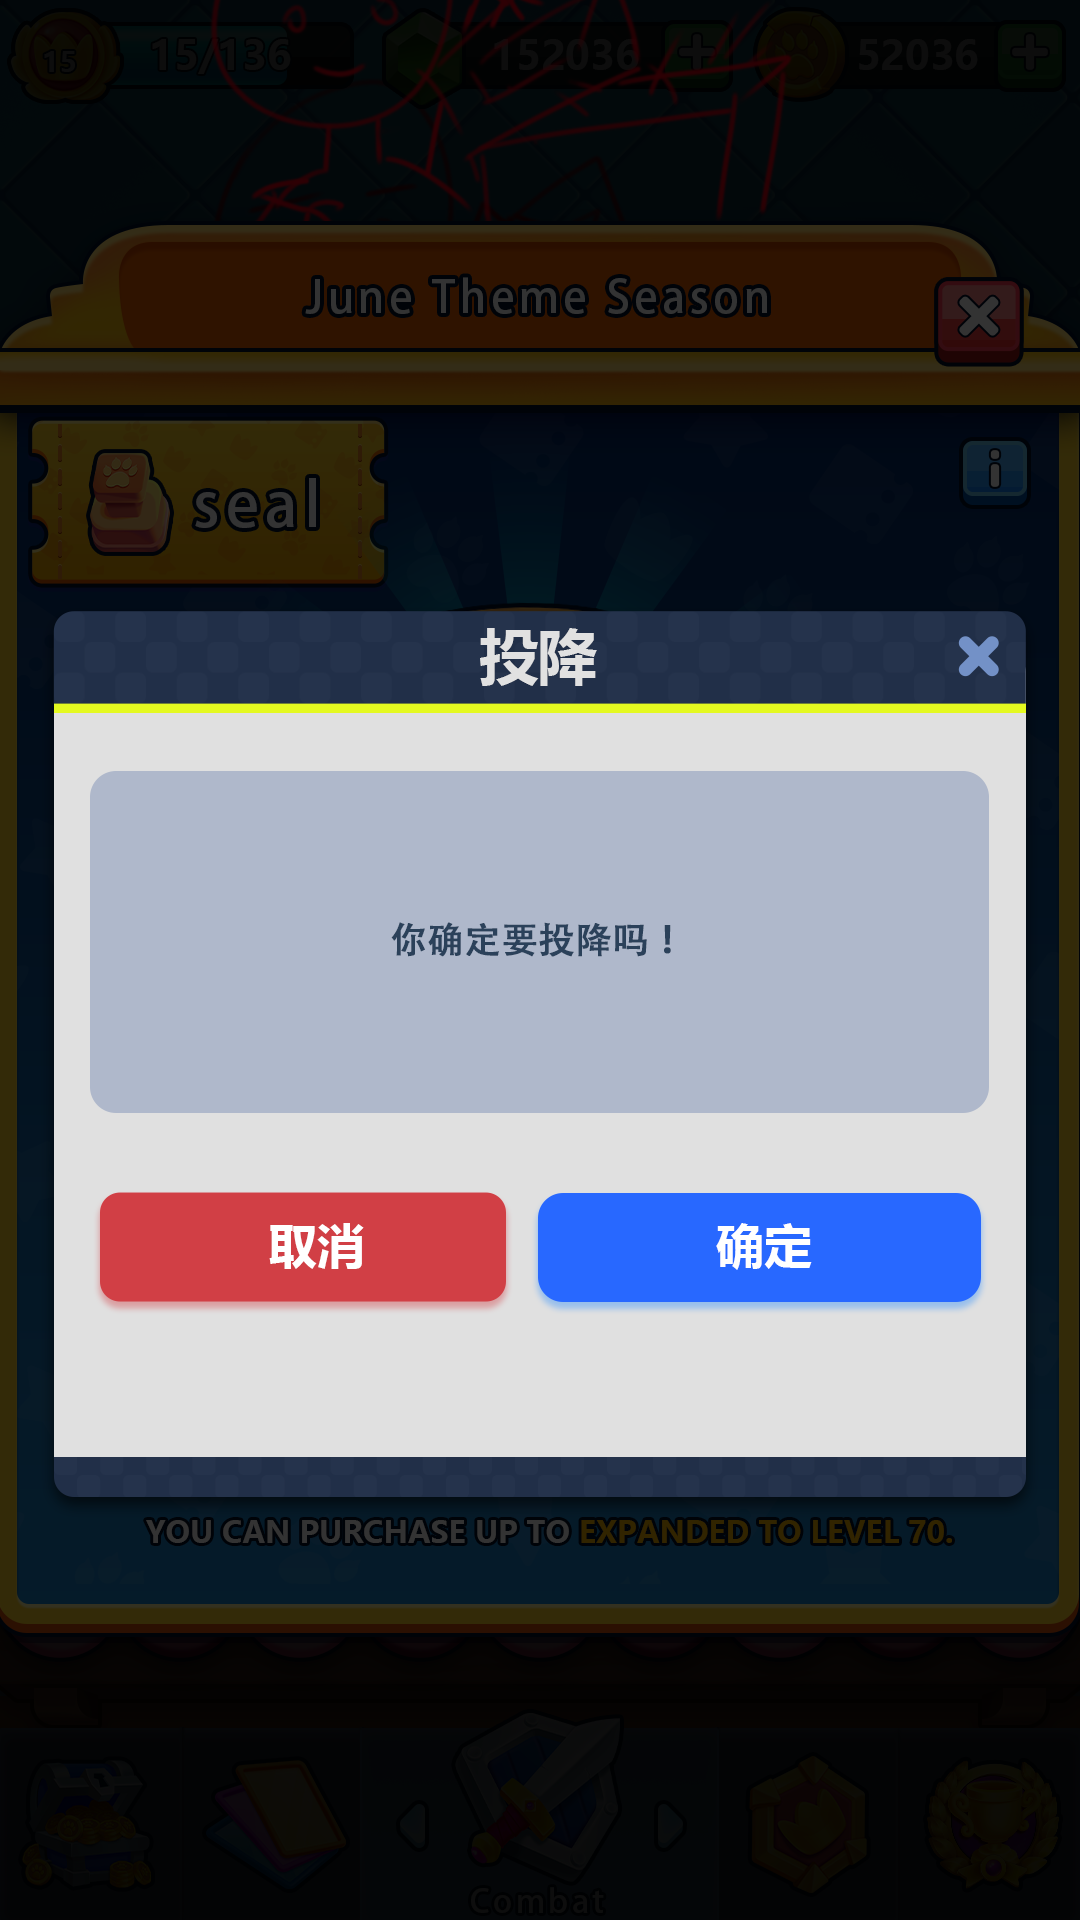 15 15/136 152036 52036
June Theme Season
seal
投降
你确定要投降吗！
取消 确定
YOU CAN PURCHASE UP TO EXPANDED TO LEVEL 70.
Combat